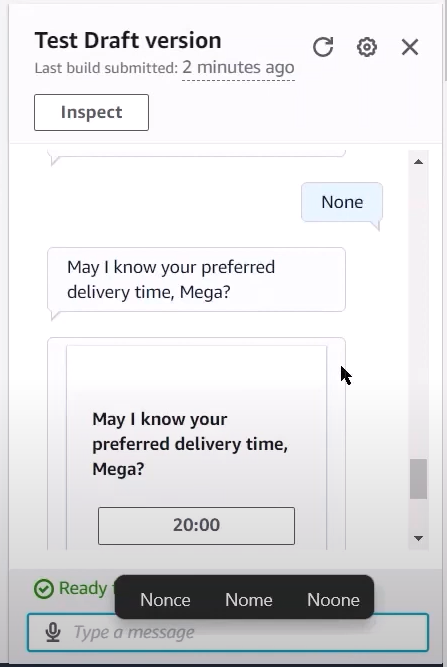 Test Draft version
Last build submitted: 2 minutes ago
Inspect
None
May I know your preferred
delivery time, Mega?
May I know your
preferred delivery time,
Mega?
20:00
Ready
Nonce Nome Noone
Type a message